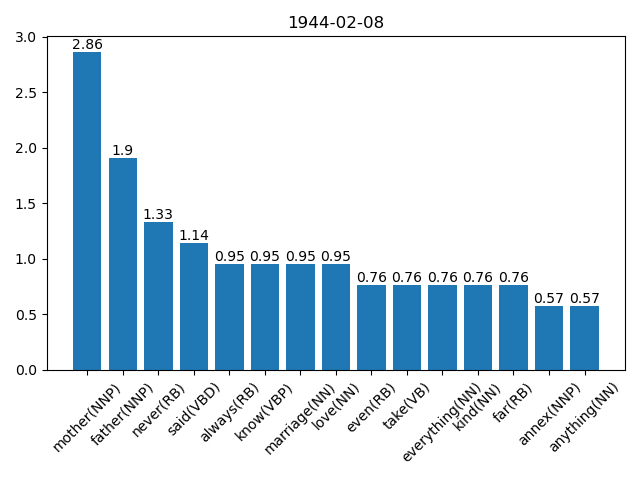 1944-02-08
3.0
2.5
2.0
1.5
1.0
0.5
0.0
2.86
1.9
1.33
1.14
0.95
0.95
0.95
0.95
0.76
0.76
0.76
0.76
0.76
0.57
0.57
mother(NNP)
father(NNP)
never(RB)
said(VBD)
always(RB)
know(VBP)
marriage(NN)
love(NN)
even(RB)
take(VB)
everything(NN)
kind(NN)
far(RB)
annex(NNP)
anything(NN)